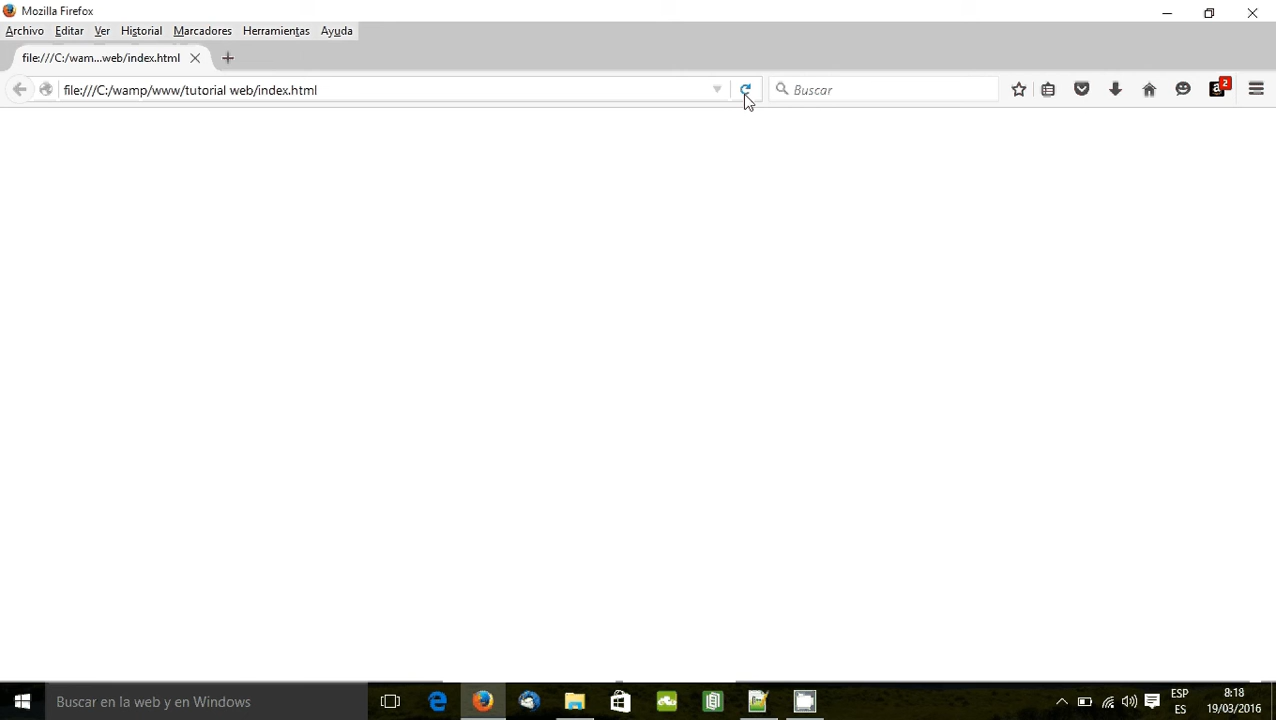 Mozilla Firefox
Archivo Editar Ver Historial Marcadores Herramientas Ayuda
file:///C:/wam...web/index.html
file:///C:/wamp/www/tutorial web/index.html
Buscar
a 2
Buscar en la web y en Windows
ESP
ES
8:18
19/03/2016